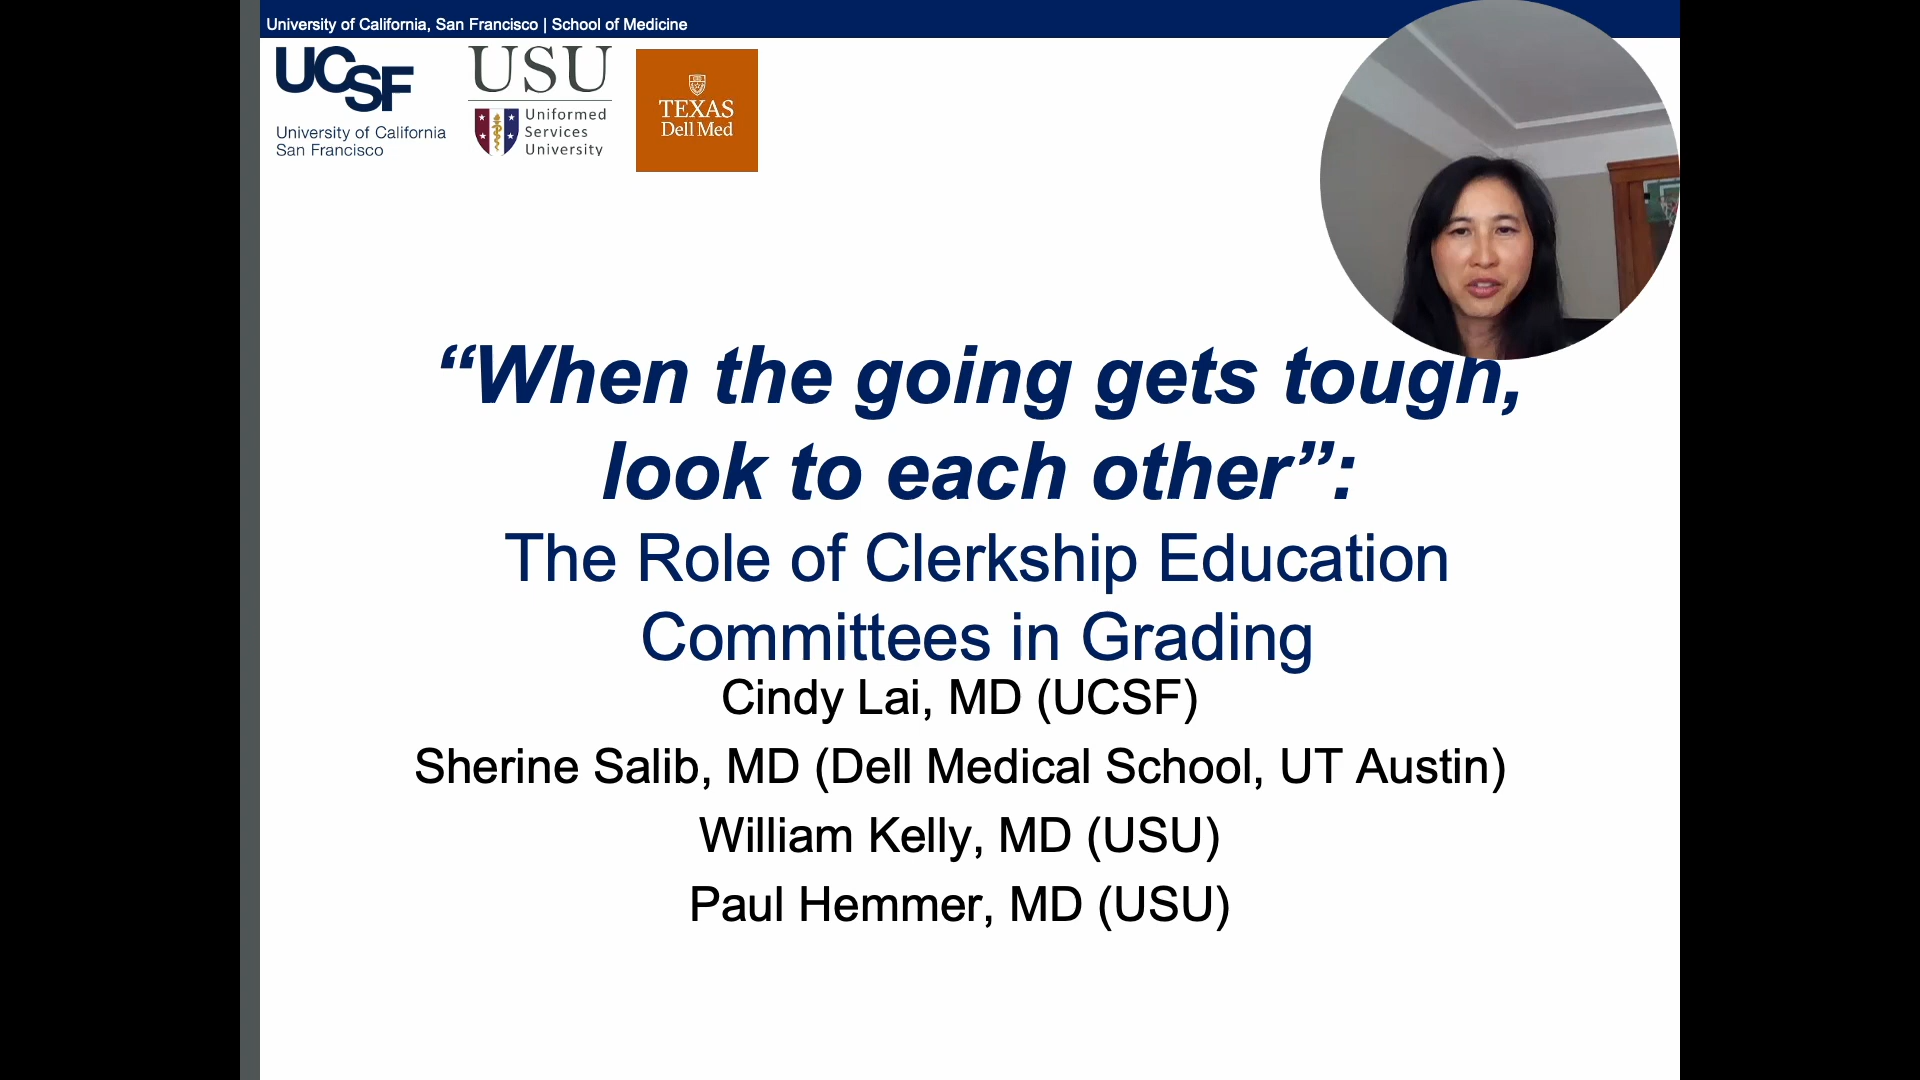 University of California, San Francisco | School of Medicine
UCSF
University of California
San Francisco
USU
Uniformed
Services
University
TEXAS
Dell Med
“When the going gets tough,
look to each other”:
The Role of Clerkship Education
Committees in Grading
Cindy Lai, MD (UCSF)
Sherine Salib, MD (Dell Medical School, UT Austin)
William Kelly, MD (USU)
Paul Hemmer, MD (USU)